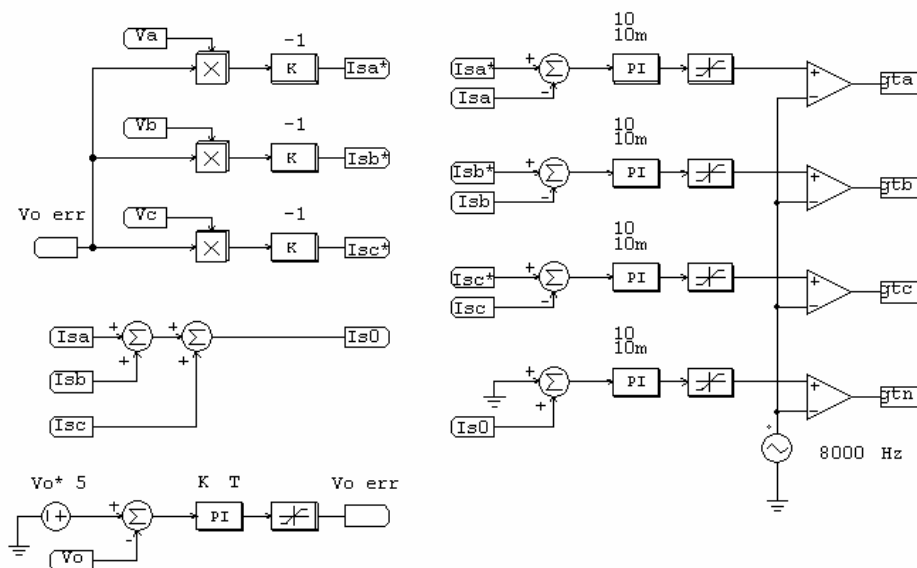 Va
-1
K
Isa*
Vb
-1
K
Isb*
Vo err
Vc
-1
K
Isc*
Isa
+
+
Σ
+
+
Σ
Is0
Isb
Isc
Vo* 5
K T
Vo err
+
-
Σ
PI
Vo
10
10m
Isa*
+
-
Σ
PI
Isa
+
-
gta
10
10m
Isb*
+
-
Σ
PI
Isb
+
-
gtb
10
10m
Isc*
+
-
Σ
PI
Isc
+
-
gtc
10
10m
+
+
Σ
PI
Is0
+
-
gtn
8000 Hz